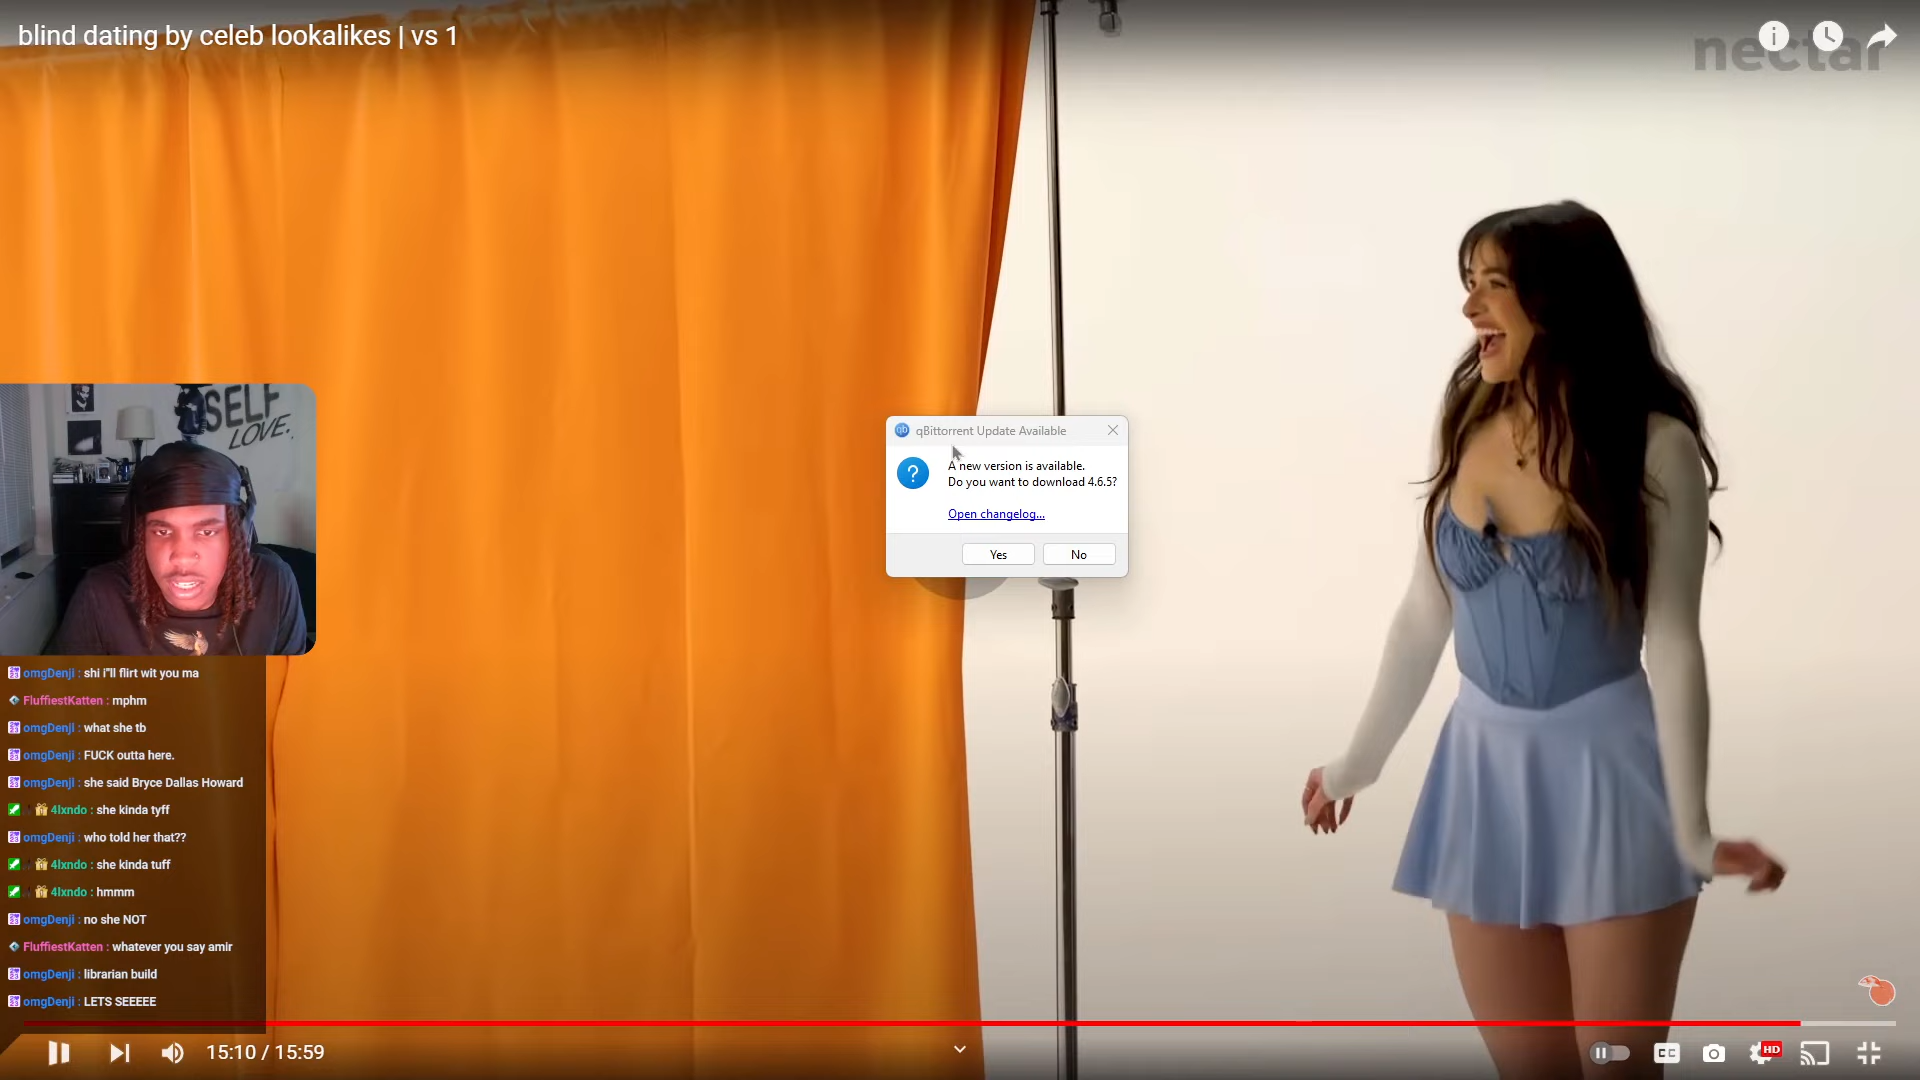 blind dating by celeb lookalikes | vs 1
nectar
SELF
LOVE.
qb qBittorrent Update Available
?
A new version is available.
Do you want to download 4.6.5?
Open changelog...
Yes No
omgDenji : shi i"ll flirt wit you ma
FluffiestKatten : mphm
omgDenji : what she tb
omgDenji : FUCK outta here.
omgDenji : she said Bryce Dallas Howard
4lxndo : she kinda tyff
omgDenji : who told her that??
4lxndo : she kinda tuff
4lxndo : hmmm
omgDenji : no she NOT
FluffiestKatten : whatever you say amir
omgDenji : librarian build
omgDenji : LETS SEEEEE
15:10 / 15:59
CC HD